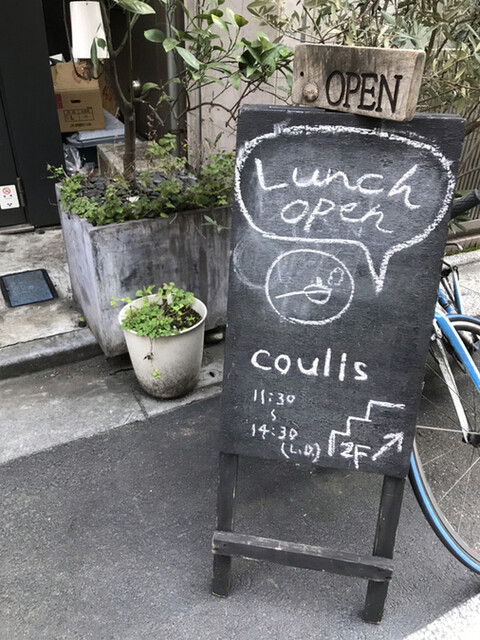 OPEN
Lunch
open
coulis
11:30
~
14:30
(L.O.)
2F